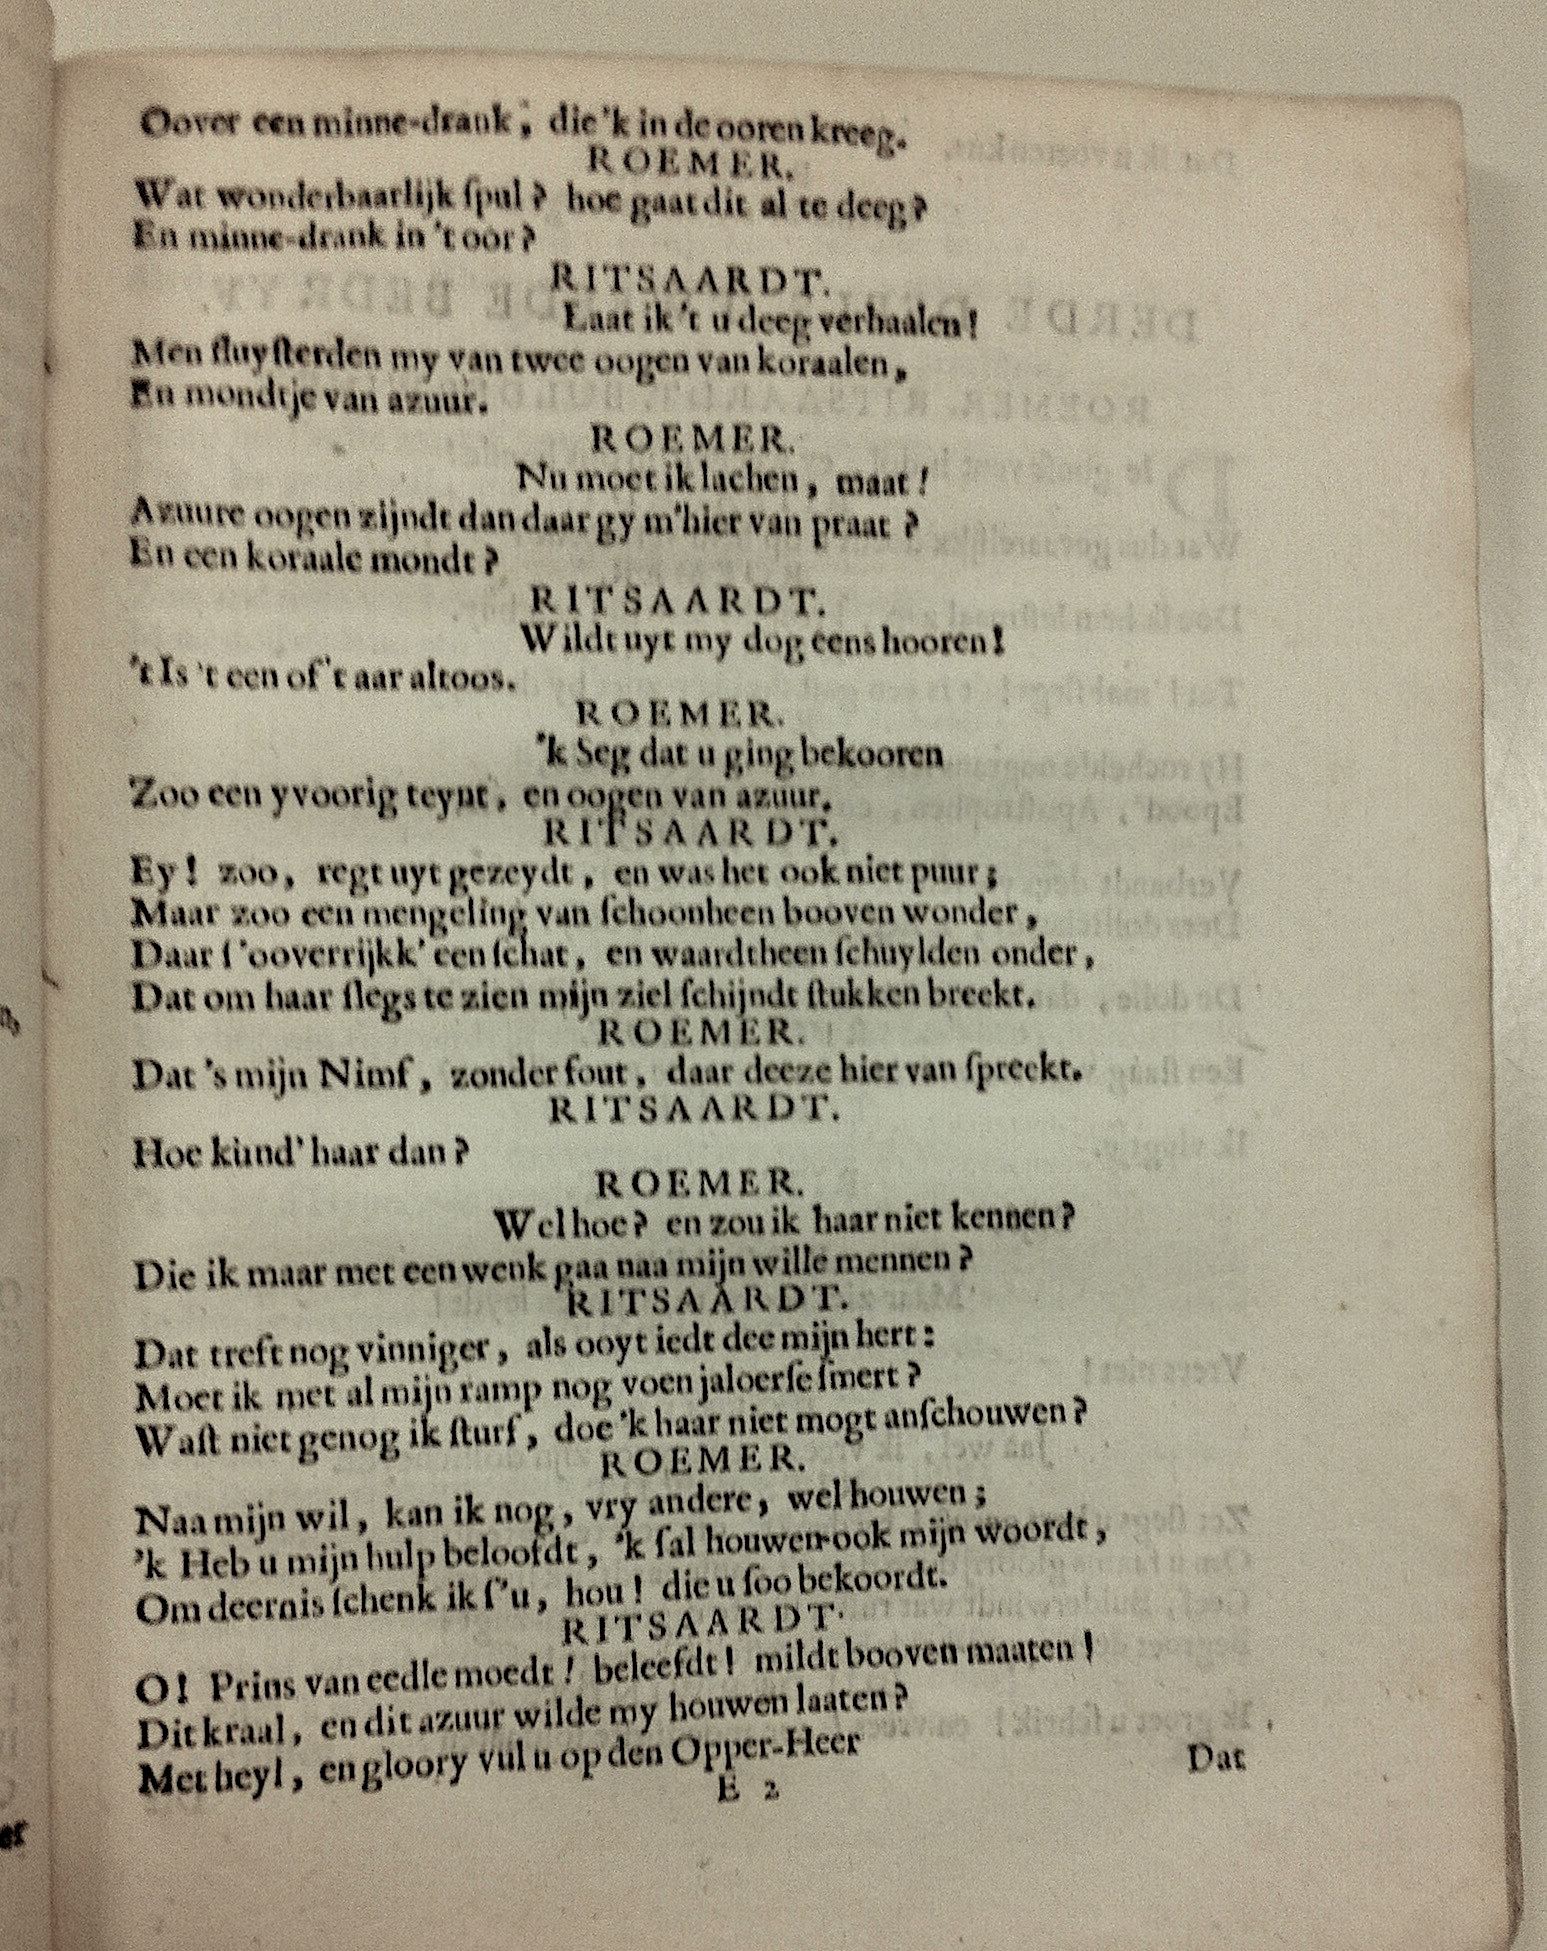 Oover een minne-drank, die 'k in de ooren kreeg.
ROEMER.
Wat wonderbaarlijk ſpul? hoe gaat dit al te deeg?
En minne-drank in 't oor?
RITSAARDT.
Laat ik 't u deeg verhaalen!
Men fluyſterden my van twee oogen van koraalen,
En mondtje van azuur.
ROEMER.
Nu moet ik lachen, maat!
Azuure oogen zijndt dan daar gy m'hier van praat?
En een koraale mondt?
RITSAARDT.
Wildt uyt my dog eens hooren!
't Is 't een of 't aar altoos.
ROEMER.
'k Seg dat u ging bekooren
Zoo een yvoorig teynt, en oogen van azuur.
RITSAARDT.
Ey! zoo, regt uyt gezeydt, en was het ook niet puur;
Maar zoo een mengeling van ſchoonheen booven wonder,
Daar ſ'ooverrijkk' een ſchat, en waardtheen ſchuylden onder,
Dat om haar ſlegs te zien mijn ziel ſchijndt ſtukken breekt.
ROEMER.
Dat 's mijn Nimf, zonder fout, daar deeze hier van ſpreekt.
RITSAARDT.
Hoe kund' haar dan?
ROEMER.
Wel hoe? en zou ik haar niet kennen?
Die ik maar met een wenk gaa naa mijn wille mennen?
RITSAARDT.
Dat treft nog vinniger, als ooyt iedt dee mijn hert:
Moet ik met al mijn ramp nog voen jaloerſe ſmert?
Waſt niet genog ik ſturf, doe 'k haar niet mogt anſchouwen?
ROEMER.
Naa mijn wil, kan ik nog, vry andere, wel houwen;
'k Heb u mijn hulp beloofdt, 'k ſal houwen ook mijn woordt,
Om deernis ſchenk ik ſ'u, hou! die u ſoo bekoordt.
RITSAARDT.
O! Prins van eedle moedt! beleefdt! mildt booven maaten!
Dit kraal, en dit azuur wilde my houwen laaten?
Met heyl, en gloory vul u op den Opper-Heer
E 2
Dat